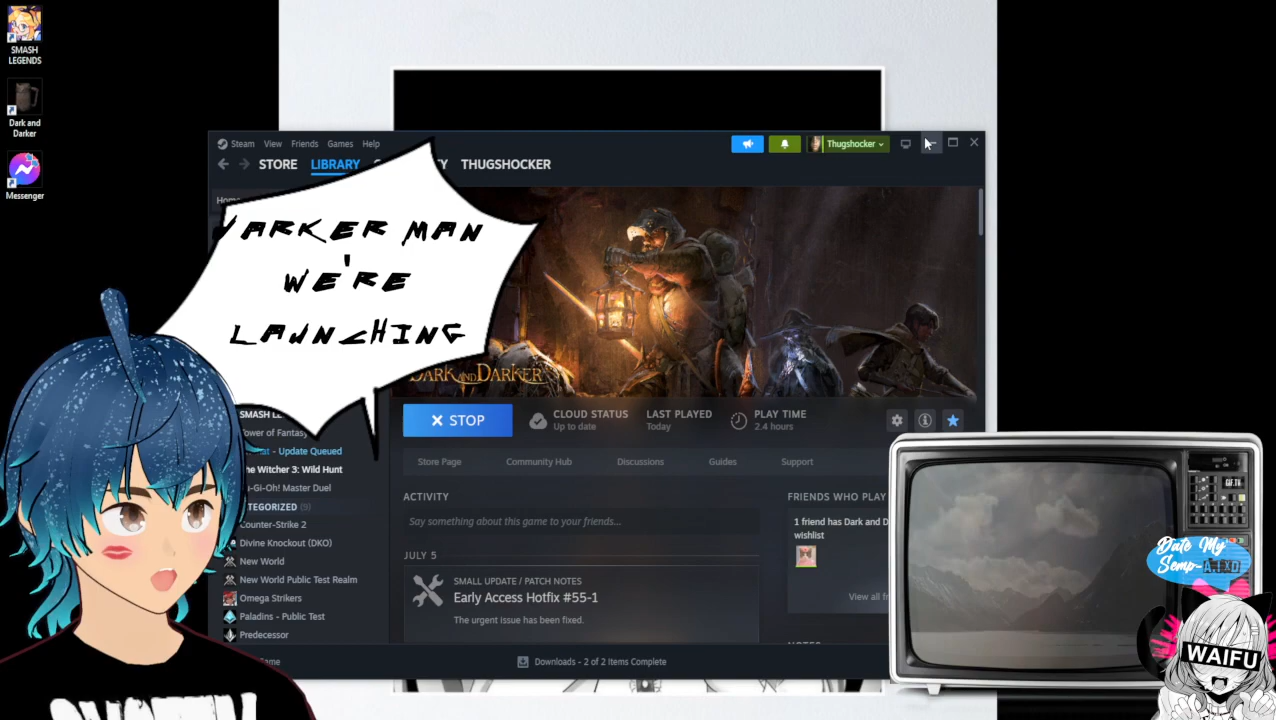 SMASH
LEGENDS
Dark and
Darker
Messenger
Steam View Friends Games Help
Thugshocker
STORE LIBRARY THUGSHOCKER
ARKER MAN
WE'RE
LAUNCHING
DARK AND DARKER
STOP
CLOUD STATUS
Up to date
LAST PLAYED
Today
PLAY TIME
2.4 hours
Store Page Community Hub Discussions Guides Support
- Update Queued
The Witcher 3: Wild Hunt
-Gi-Oh! Master Duel
(9)
Counter-Strike 2
Divine Knockout (DKO)
New World
New World Public Test Realm
Omega Strikers
Paladins - Public Test
Predecessor
ACTIVITY
Say something about this game to your friends...
JULY 5
SMALL UPDATE / PATCH NOTES
Early Access Hotfix #55-1
The urgent issue has been fixed.
FRIENDS WHO PLAY
1 friend has Dark and D
wishlist
View all
Downloads - 2 of 2 Items Complete
Date My
Semp-A.I.XD
WAIFU